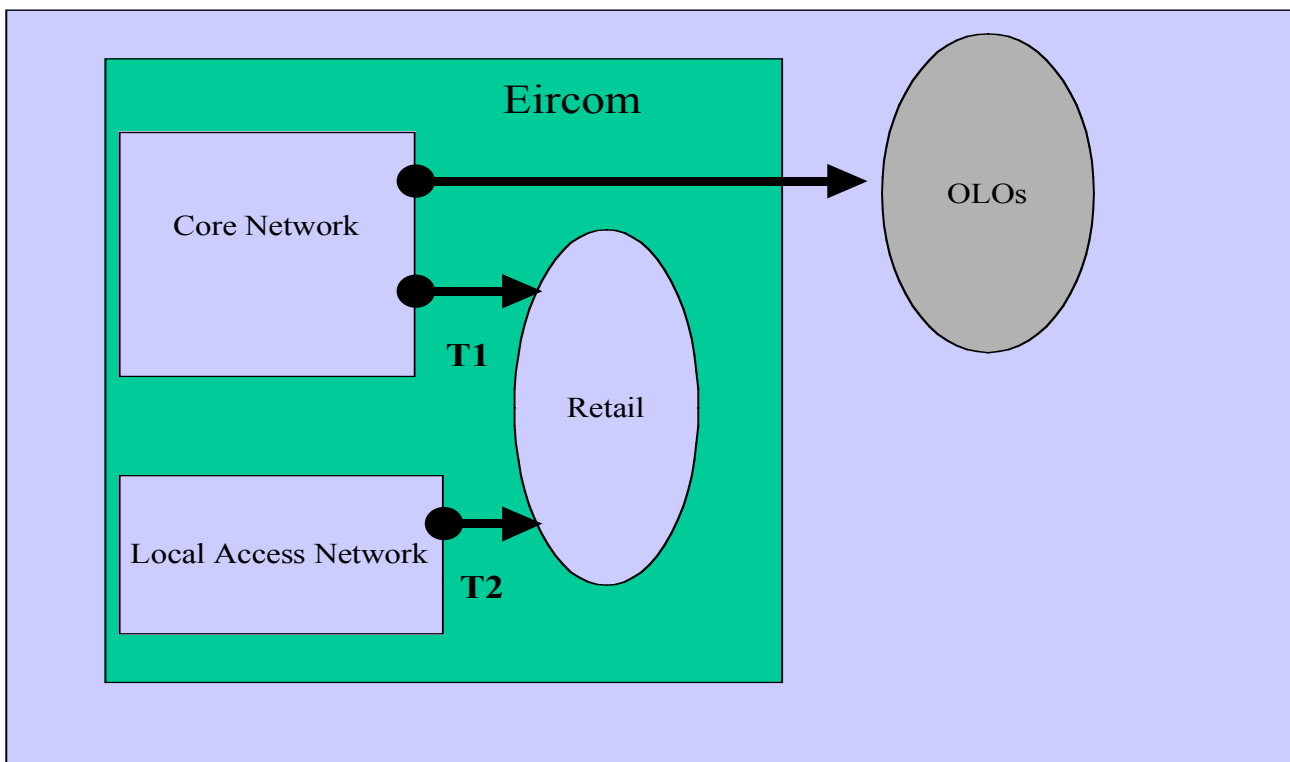 Eircom
OLOs
Core Network
T1
Retail
Local Access Network
T2